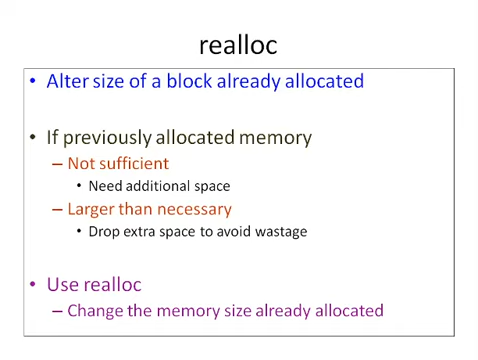 realloc
• Alter size of a block already allocated
• If previously allocated memory
– Not sufficient
• Need additional space
– Larger than necessary
• Drop extra space to avoid wastage
• Use realloc
– Change the memory size already allocated